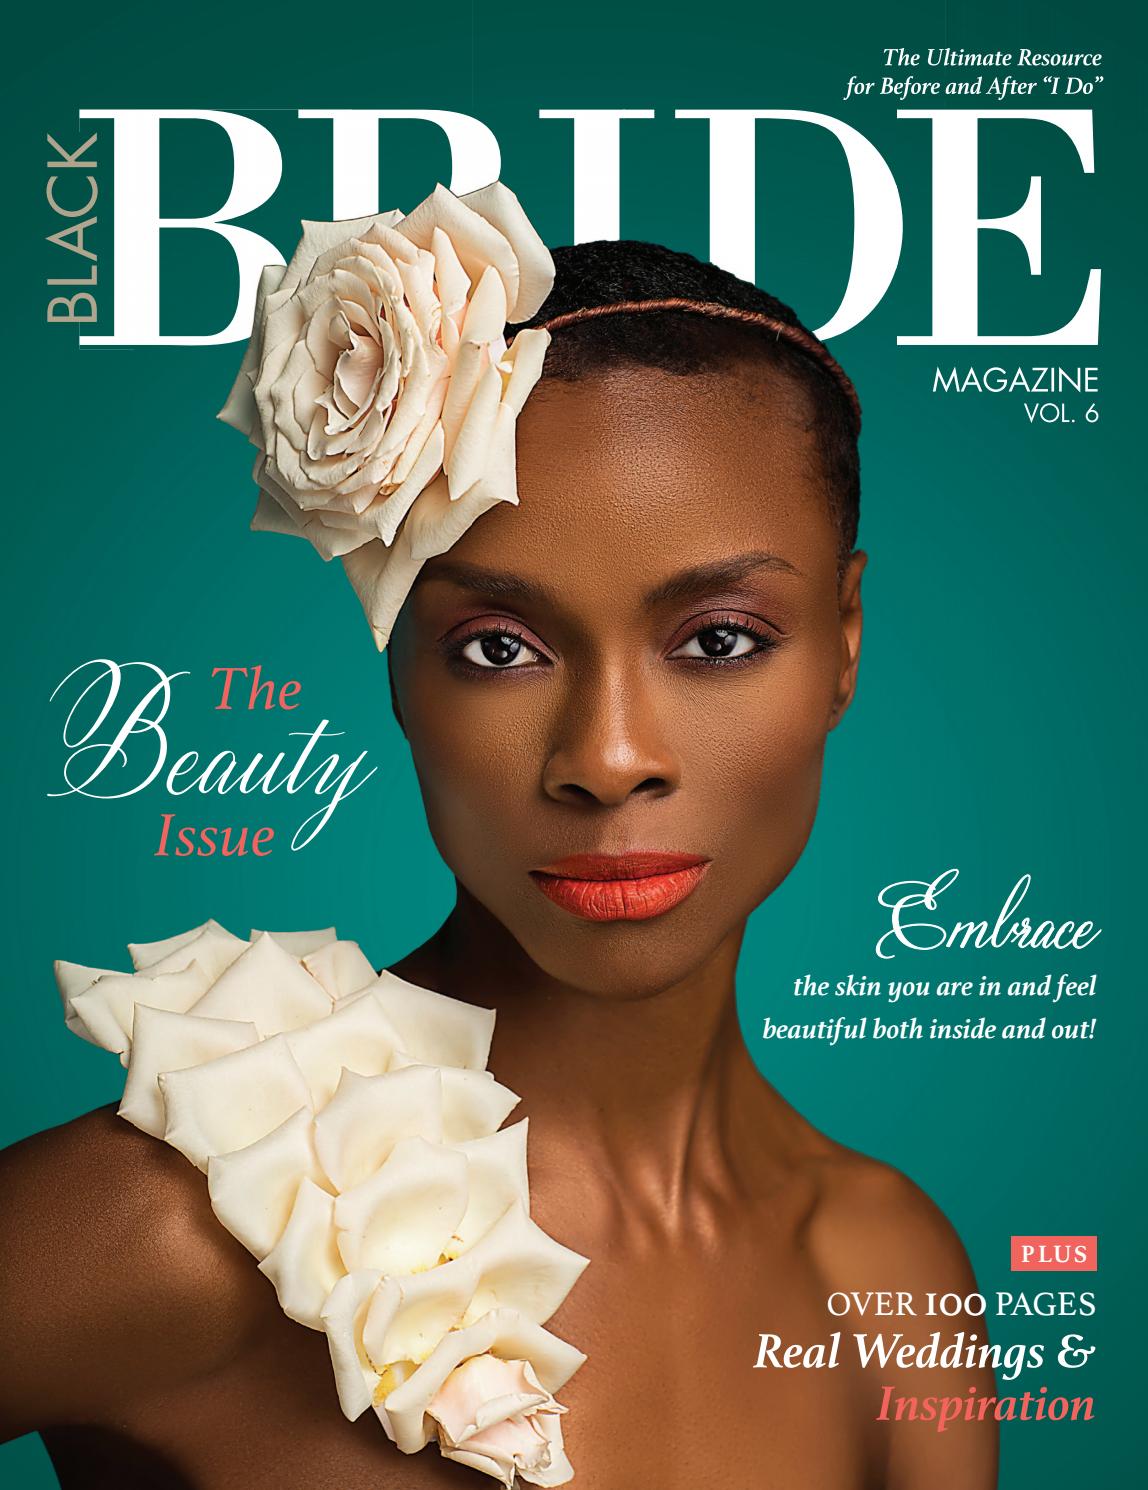 The Ultimate Resource
for Before and After “I Do”
BLACK
BRIDE
MAGAZINE
VOL. 6
The
Beauty
Issue
Embrace
the skin you are in and feel
beautiful both inside and out!
PLUS
OVER 100 PAGES
Real Weddings &
Inspiration